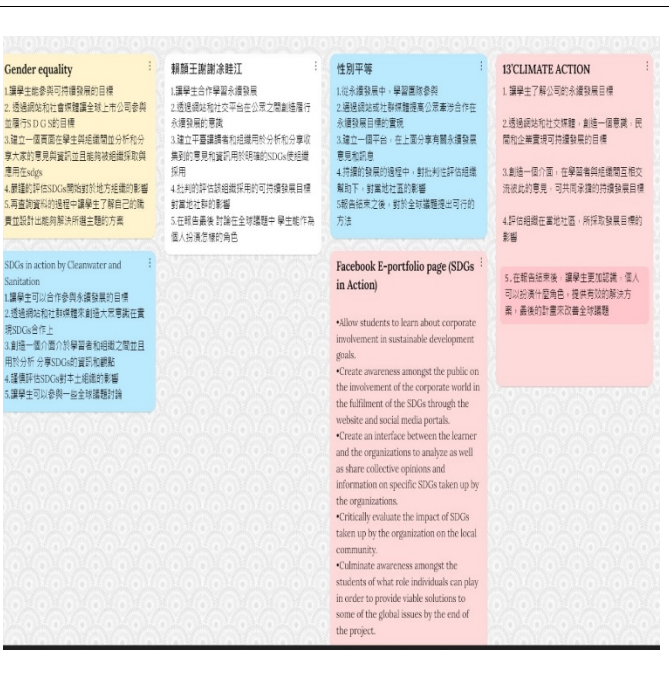 Gender equality
1.讓學生能參與可持續發展的目標
2. 透過網站和社會媒體讓全球上市公司參與
並履行S D G S的目標
3.建立一個頁面在學生與組織間並分析和分
享大家的意見與資訊並且能夠被組織採取與
應用在sdgs
4.嚴謹的評估SDGs開始對於地方組織的影響
5.再查詢資料的過程中讓學生了解自己的職
責並設計出能夠解決所選主題的方案
SDGs in action by Cleanwater and
Sanitation
1.讓學生可以合作參與永續發展的目標
2.透過網站和社群媒體來創造大眾意識在實
現SDGs合作上
3.創造一個介面介於學習者和組織之間並且
用於分析 分享SDGs的資訊和觀點
4.謹慎評估SDGs對本土組織的影響
5.讓學生可以參與一些全球議題討論
賴顏王謝謝凃眭江
1.讓學生合作學習永續發展
2.透過網站和社交平台在公眾之間創造履行
永續發展的意識
3.建立平臺讓讀者和組織用於分析和分享收
集到的意見和資訊用於明確的SDGs使組織
採用
4.批判的評估該組織採用的可持續發展目標
對當地社群的影響
5.在報告最後 討論在全球議題中 學生能作為
個人扮演怎樣的角色
性別平等
1.從永續發展中，學習團隊參與
2.通過網站或社群媒體提高公眾牽涉合作在
永續發展目標的實現
3.建立一個平台，在上面分享有關永續發展
意見和訊息
4.持續的發展的過程中，對批判性評估組織
幫助下，對當地社區的影響
5報告結束之後，對於全球議題提出可行的
方法
Facebook E-portfolio page (SDGs
in Action)
•Allow students to learn about corporate
involvement in sustainable development
goals.
•Create awareness amongst the public on
the involvement of the corporate world in
the fulfilment of the SDGs through the
website and social media portals.
•Create an interface between the learner
and the organizations to analyze as well
as share collective opinions and
information on specific SDGs taken up by
the organizations.
•Critically evaluate the impact of SDGs
taken up by the organization on the local
community.
•Culminate awareness amongst the
students of what role individuals can play
in order to provide viable solutions to
some of the global issues by the end of
the project.
13'CLIMATE ACTION
1. 讓學生了解公司的永續發展目標
2.透過網站和社交媒體，創造一個意識，民
間和企業實現可持續發展的目標
3.創造一個介面，在學習者與組織間互相交
流彼此的意見，可共同承擔的持續發展目標
4.評估組織在當地社區，所採取發展目標的
影響
5.在報告結束後，讓學生更加認識，個人
可以扮演什麼角色，提供有效的解決方
案，最後的計畫來改善全球議題